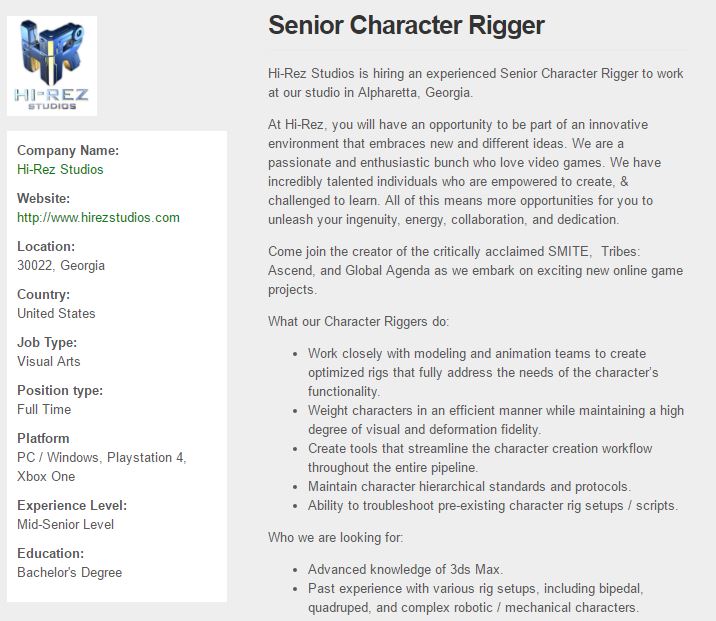 HI-REZ
STUDIOS
Company Name:
Hi-Rez Studios
Website:
http://www.hirezstudios.com
Location:
30022, Georgia
Country:
United States
Job Type:
Visual Arts
Position type:
Full Time
Platform
PC / Windows, Playstation 4,
Xbox One
Experience Level:
Mid-Senior Level
Education:
Bachelor's Degree
Senior Character Rigger
Hi-Rez Studios is hiring an experienced Senior Character Rigger to work
at our studio in Alpharetta, Georgia.
At Hi-Rez, you will have an opportunity to be part of an innovative
environment that embraces new and different ideas. We are a
passionate and enthusiastic bunch who love video games. We have
incredibly talented individuals who are empowered to create, &
challenged to learn. All of this means more opportunities for you to
unleash your ingenuity, energy, collaboration, and dedication.
Come join the creator of the critically acclaimed SMITE,  Tribes:
Ascend, and Global Agenda as we embark on exciting new online game
projects.
What our Character Riggers do:
• Work closely with modeling and animation teams to create
optimized rigs that fully address the needs of the character's
functionality.
• Weight characters in an efficient manner while maintaining a high
degree of visual and deformation fidelity.
• Create tools that streamline the character creation workflow
throughout the entire pipeline.
• Maintain character hierarchical standards and protocols.
• Ability to troubleshoot pre-existing character rig setups / scripts.
Who we are looking for:
• Advanced knowledge of 3ds Max.
• Past experience with various rig setups, including bipedal,
quadruped, and complex robotic / mechanical characters.